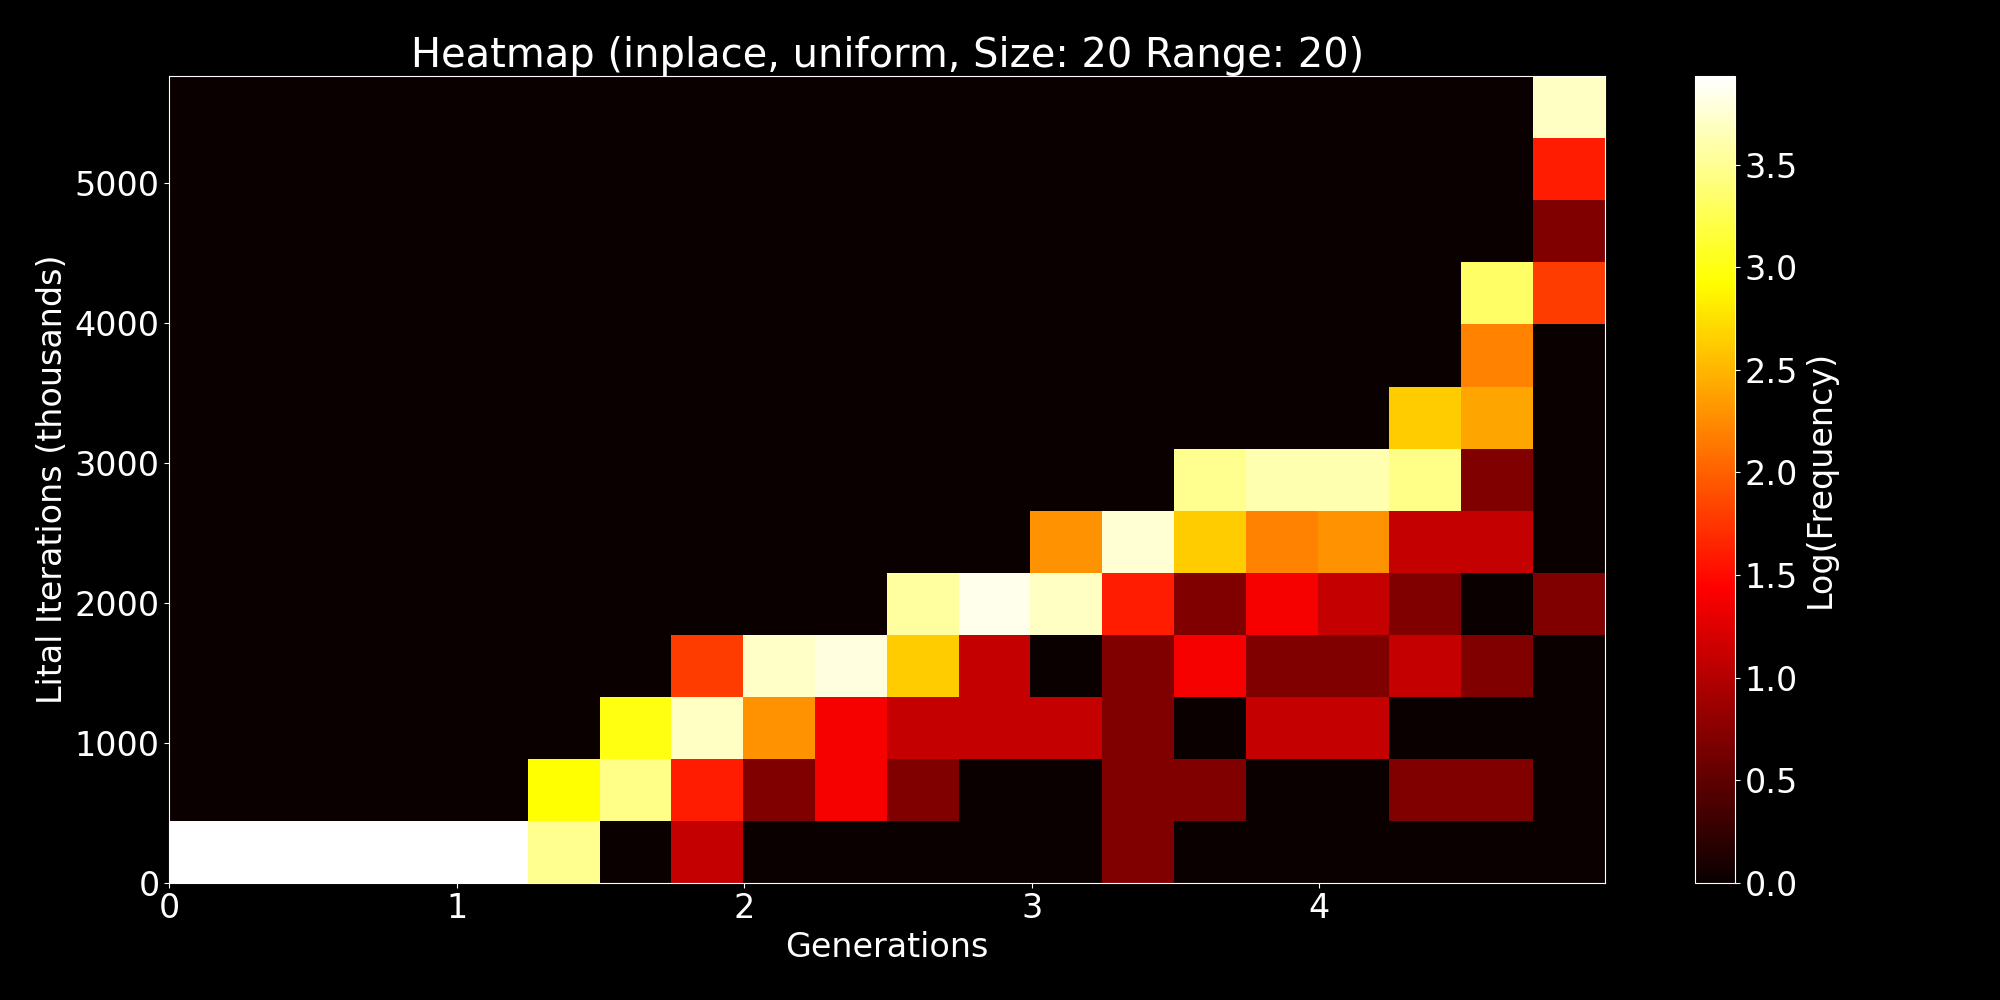 Heatmap (inplace, uniform, Size: 20 Range: 20)
Lital Iterations (thousands)
5000
4000
3000
2000
1000
0
0 1 2 3 4
Generations
3.5
3.0
2.5
2.0
1.5
1.0
0.5
0.0
Log(Frequency)